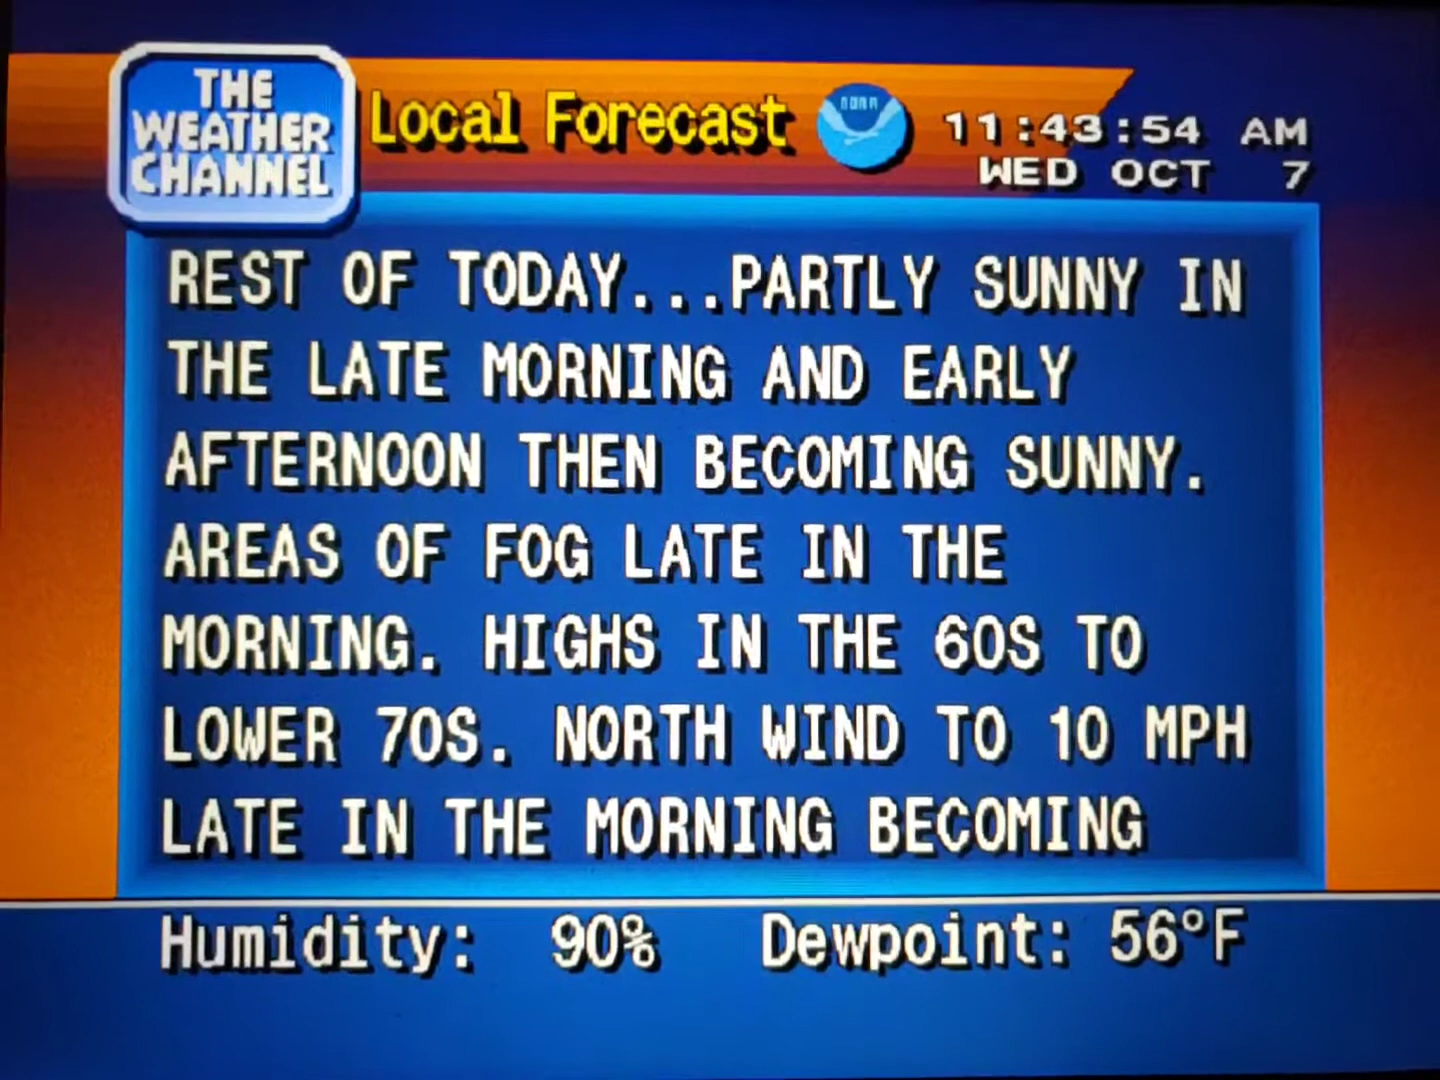 THE
WEATHER
CHANNEL
Local Forecast
NOAA
11:43:54 AM
WED OCT 7
REST OF TODAY...PARTLY SUNNY IN
THE LATE MORNING AND EARLY
AFTERNOON THEN BECOMING SUNNY.
AREAS OF FOG LATE IN THE
MORNING. HIGHS IN THE 60S TO
LOWER 70S. NORTH WIND TO 10 MPH
LATE IN THE MORNING BECOMING
Humidity: 90% Dewpoint: 56°F